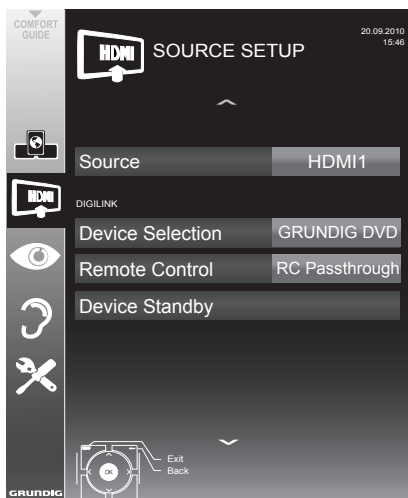 COMFORT
GUIDE
HDMI
SOURCE SETUP
20.09.2010
15:46
Source
HDMI1
HDMI
DIGILINK
Device Selection
GRUNDIG DVD
Remote Control
RC Passthrough
Device Standby
Exit
Back
OK
GRUNDIG